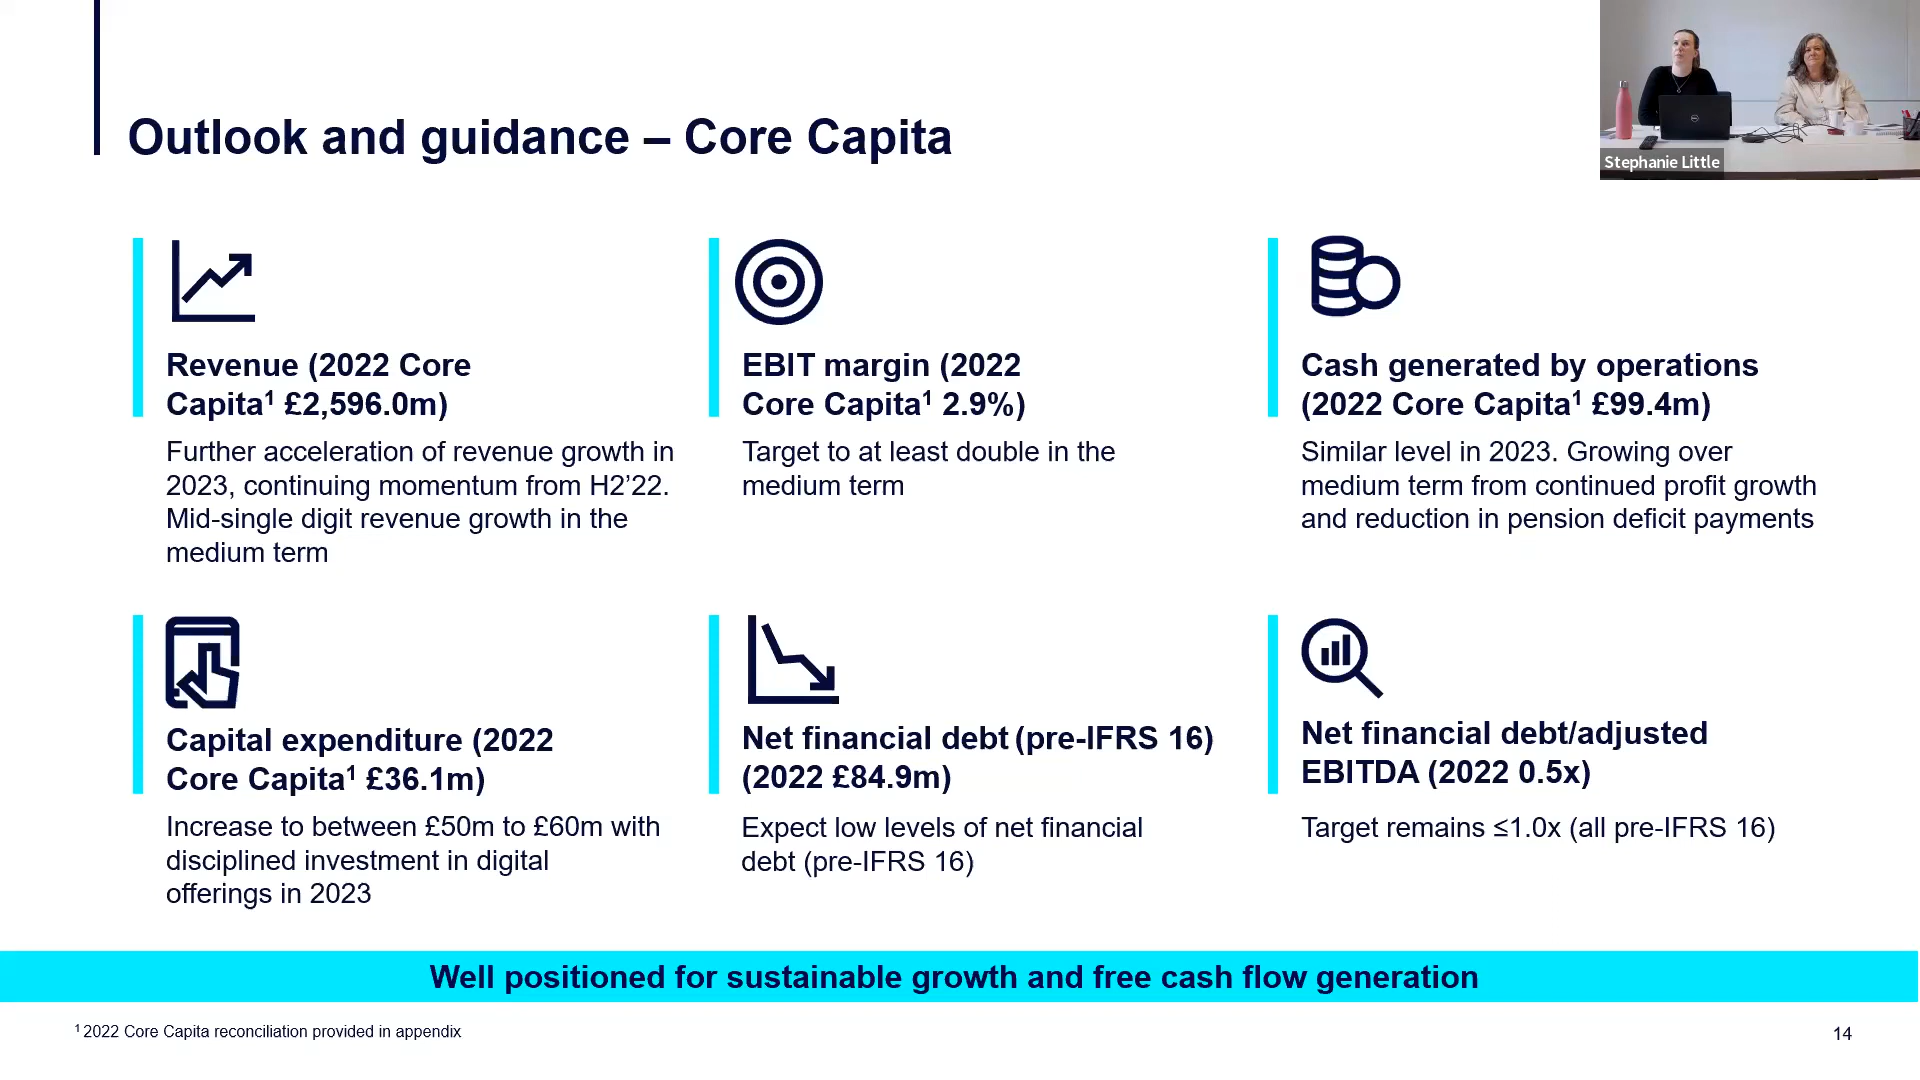 Outlook and guidance – Core Capita
Stephanie Little
Revenue (2022 Core
Capita¹ £2,596.0m)
Further acceleration of revenue growth in
2023, continuing momentum from H2’22.
Mid-single digit revenue growth in the
medium term
EBIT margin (2022
Core Capita¹ 2.9%)
Target to at least double in the
medium term
Cash generated by operations
(2022 Core Capita¹ £99.4m)
Similar level in 2023. Growing over
medium term from continued profit growth
and reduction in pension deficit payments
Capital expenditure (2022
Core Capita¹ £36.1m)
Increase to between £50m to £60m with
disciplined investment in digital
offerings in 2023
Net financial debt (pre-IFRS 16)
(2022 £84.9m)
Expect low levels of net financial
debt (pre-IFRS 16)
Net financial debt/adjusted
EBITDA (2022 0.5x)
Target remains ≤1.0x (all pre-IFRS 16)
Well positioned for sustainable growth and free cash flow generation
¹ 2022 Core Capita reconciliation provided in appendix
14